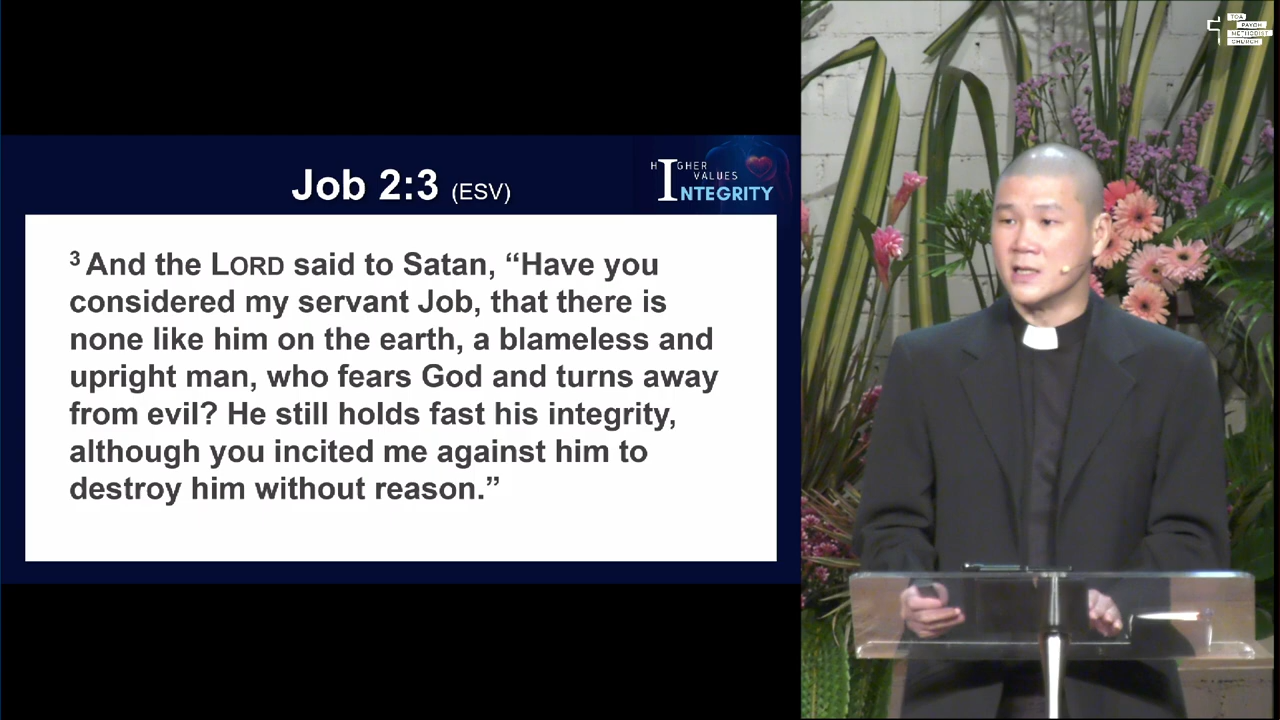 Job 2:3 (ESV)
HIGHER
VALUES
INTEGRITY
3 And the LORD said to Satan, “Have you
considered my servant Job, that there is
none like him on the earth, a blameless and
upright man, who fears God and turns away
from evil? He still holds fast his integrity,
although you incited me against him to
destroy him without reason.”
TOA
PAYOH
METHODIST
CHURCH